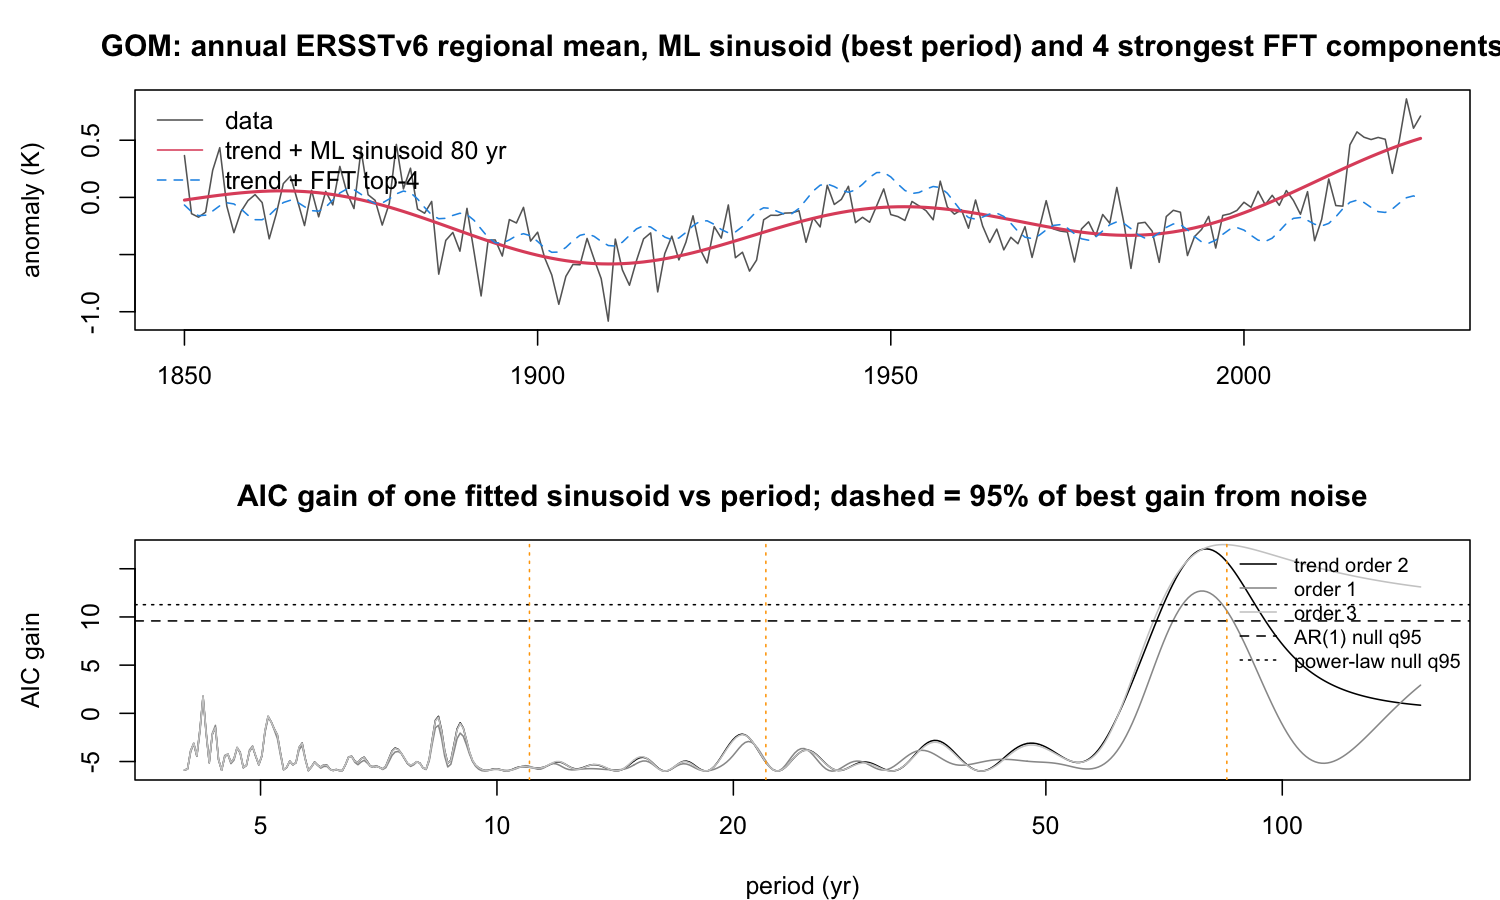 GOM: annual ERSSTv6 regional mean, ML sinusoid (best period) and 4 strongest FFT components
anomaly (K)
0.5
0.0
-1.0
data
trend + ML sinusoid 80 yr
trend + FFT top-4
1850
1900
1950
2000
AIC gain of one fitted sinusoid vs period; dashed = 95% of best gain from noise
AIC gain
10
5
0
-5
trend order 2
order 1
order 3
AR(1) null q95
power-law null q95
5
10
20
50
100
period (yr)